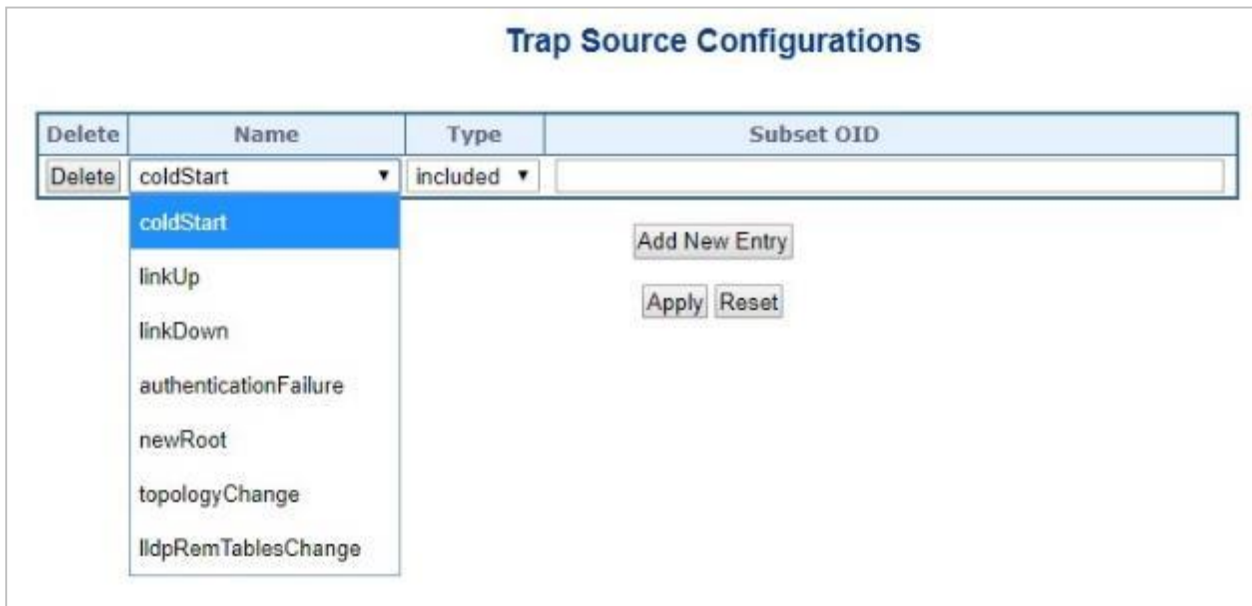 Trap Source Configurations
Delete Name Type Subset OID
Delete coldStart included
coldStart
linkUp
linkDown
authenticationFailure
newRoot
topologyChange
lldpRemTablesChange
Add New Entry
Apply Reset